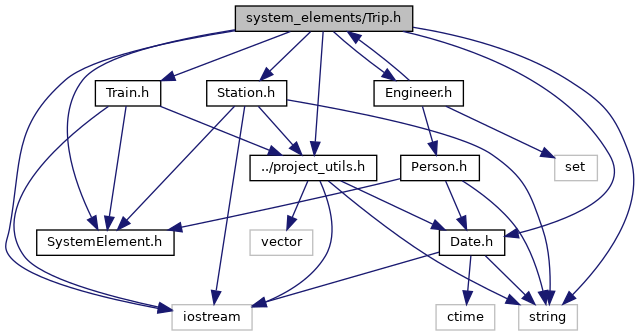 system_elements/Trip.h
Train.h
Station.h
Engineer.h
../project_utils.h
Person.h
set
SystemElement.h
vector
Date.h
iostream
ctime
string